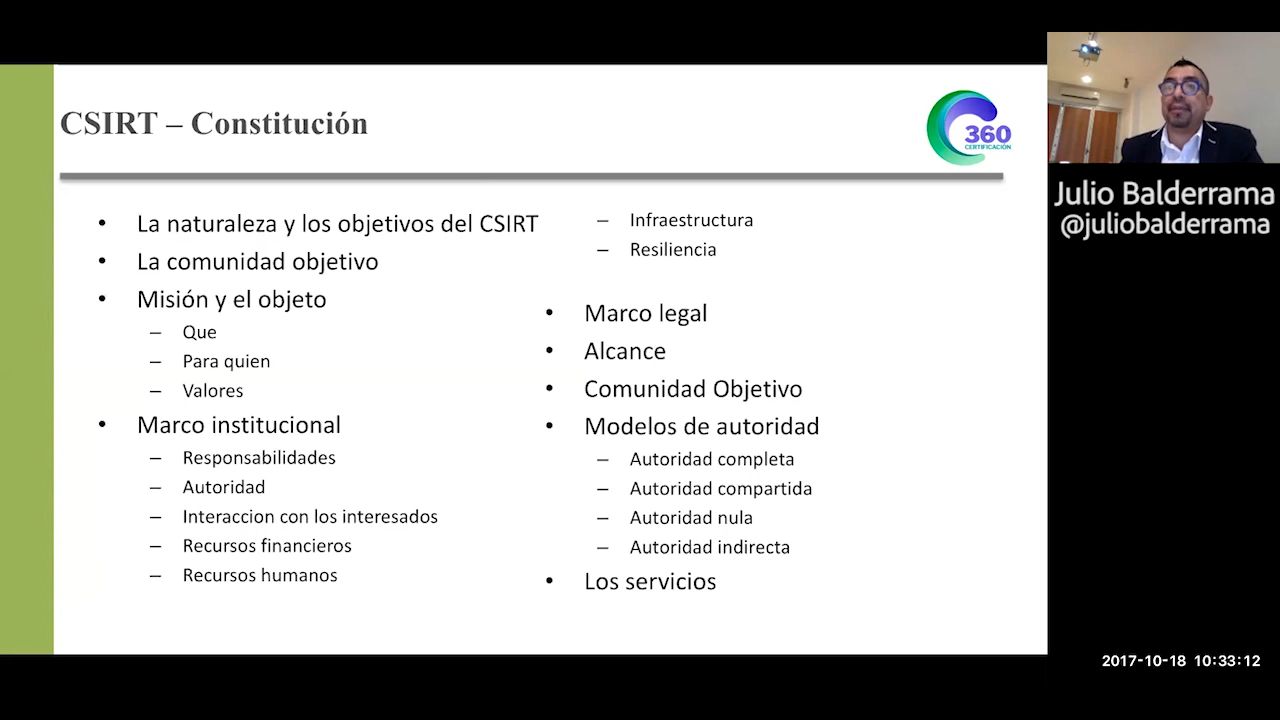 CSIRT – Constitución
360
CERTIFICACIÓN
• La naturaleza y los objetivos del CSIRT
• La comunidad objetivo
• Misión y el objeto
– Que
– Para quien
– Valores
• Marco institucional
– Responsabilidades
– Autoridad
– Interaccion con los interesados
– Recursos financieros
– Recursos humanos
– Infraestructura
– Resiliencia
• Marco legal
• Alcance
• Comunidad Objetivo
• Modelos de autoridad
– Autoridad completa
– Autoridad compartida
– Autoridad nula
– Autoridad indirecta
• Los servicios
Julio Balderrama
@juliobalderrama
2017-10-18 10:33:12